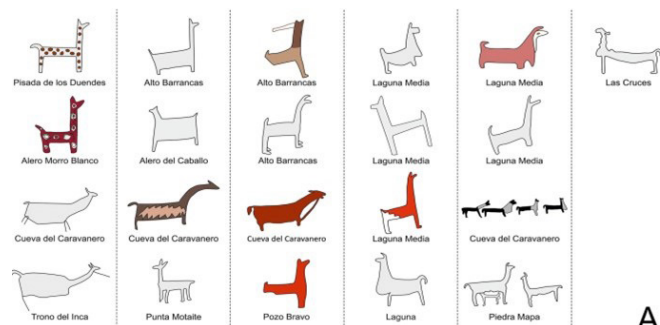 Pisada de los Duendes
Alto Barrancas
Alto Barrancas
Laguna Media
Laguna Media
Las Cruces
Alero Morro Blanco
Alero del Caballo
Alto Barrancas
Laguna Media
Laguna Media
Cueva del Caravanero
Cueva del Caravanero
Cueva del Caravanero
Laguna Media
Cueva del Caravanero
Trono del Inca
Punta Motaite
Pozo Bravo
Laguna
Piedra Mapa
A